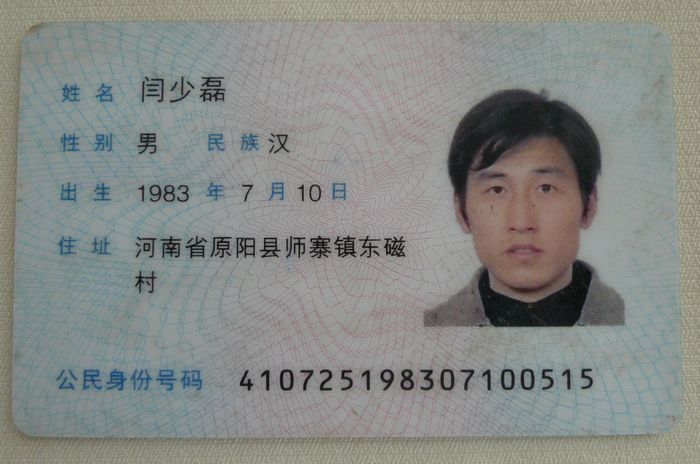 姓名 闫少磊
性别 男 民族 汉
出生 1983 年 7 月 10 日
住址 河南省原阳县师寨镇东磁
村
公民身份号码 410725198307100515